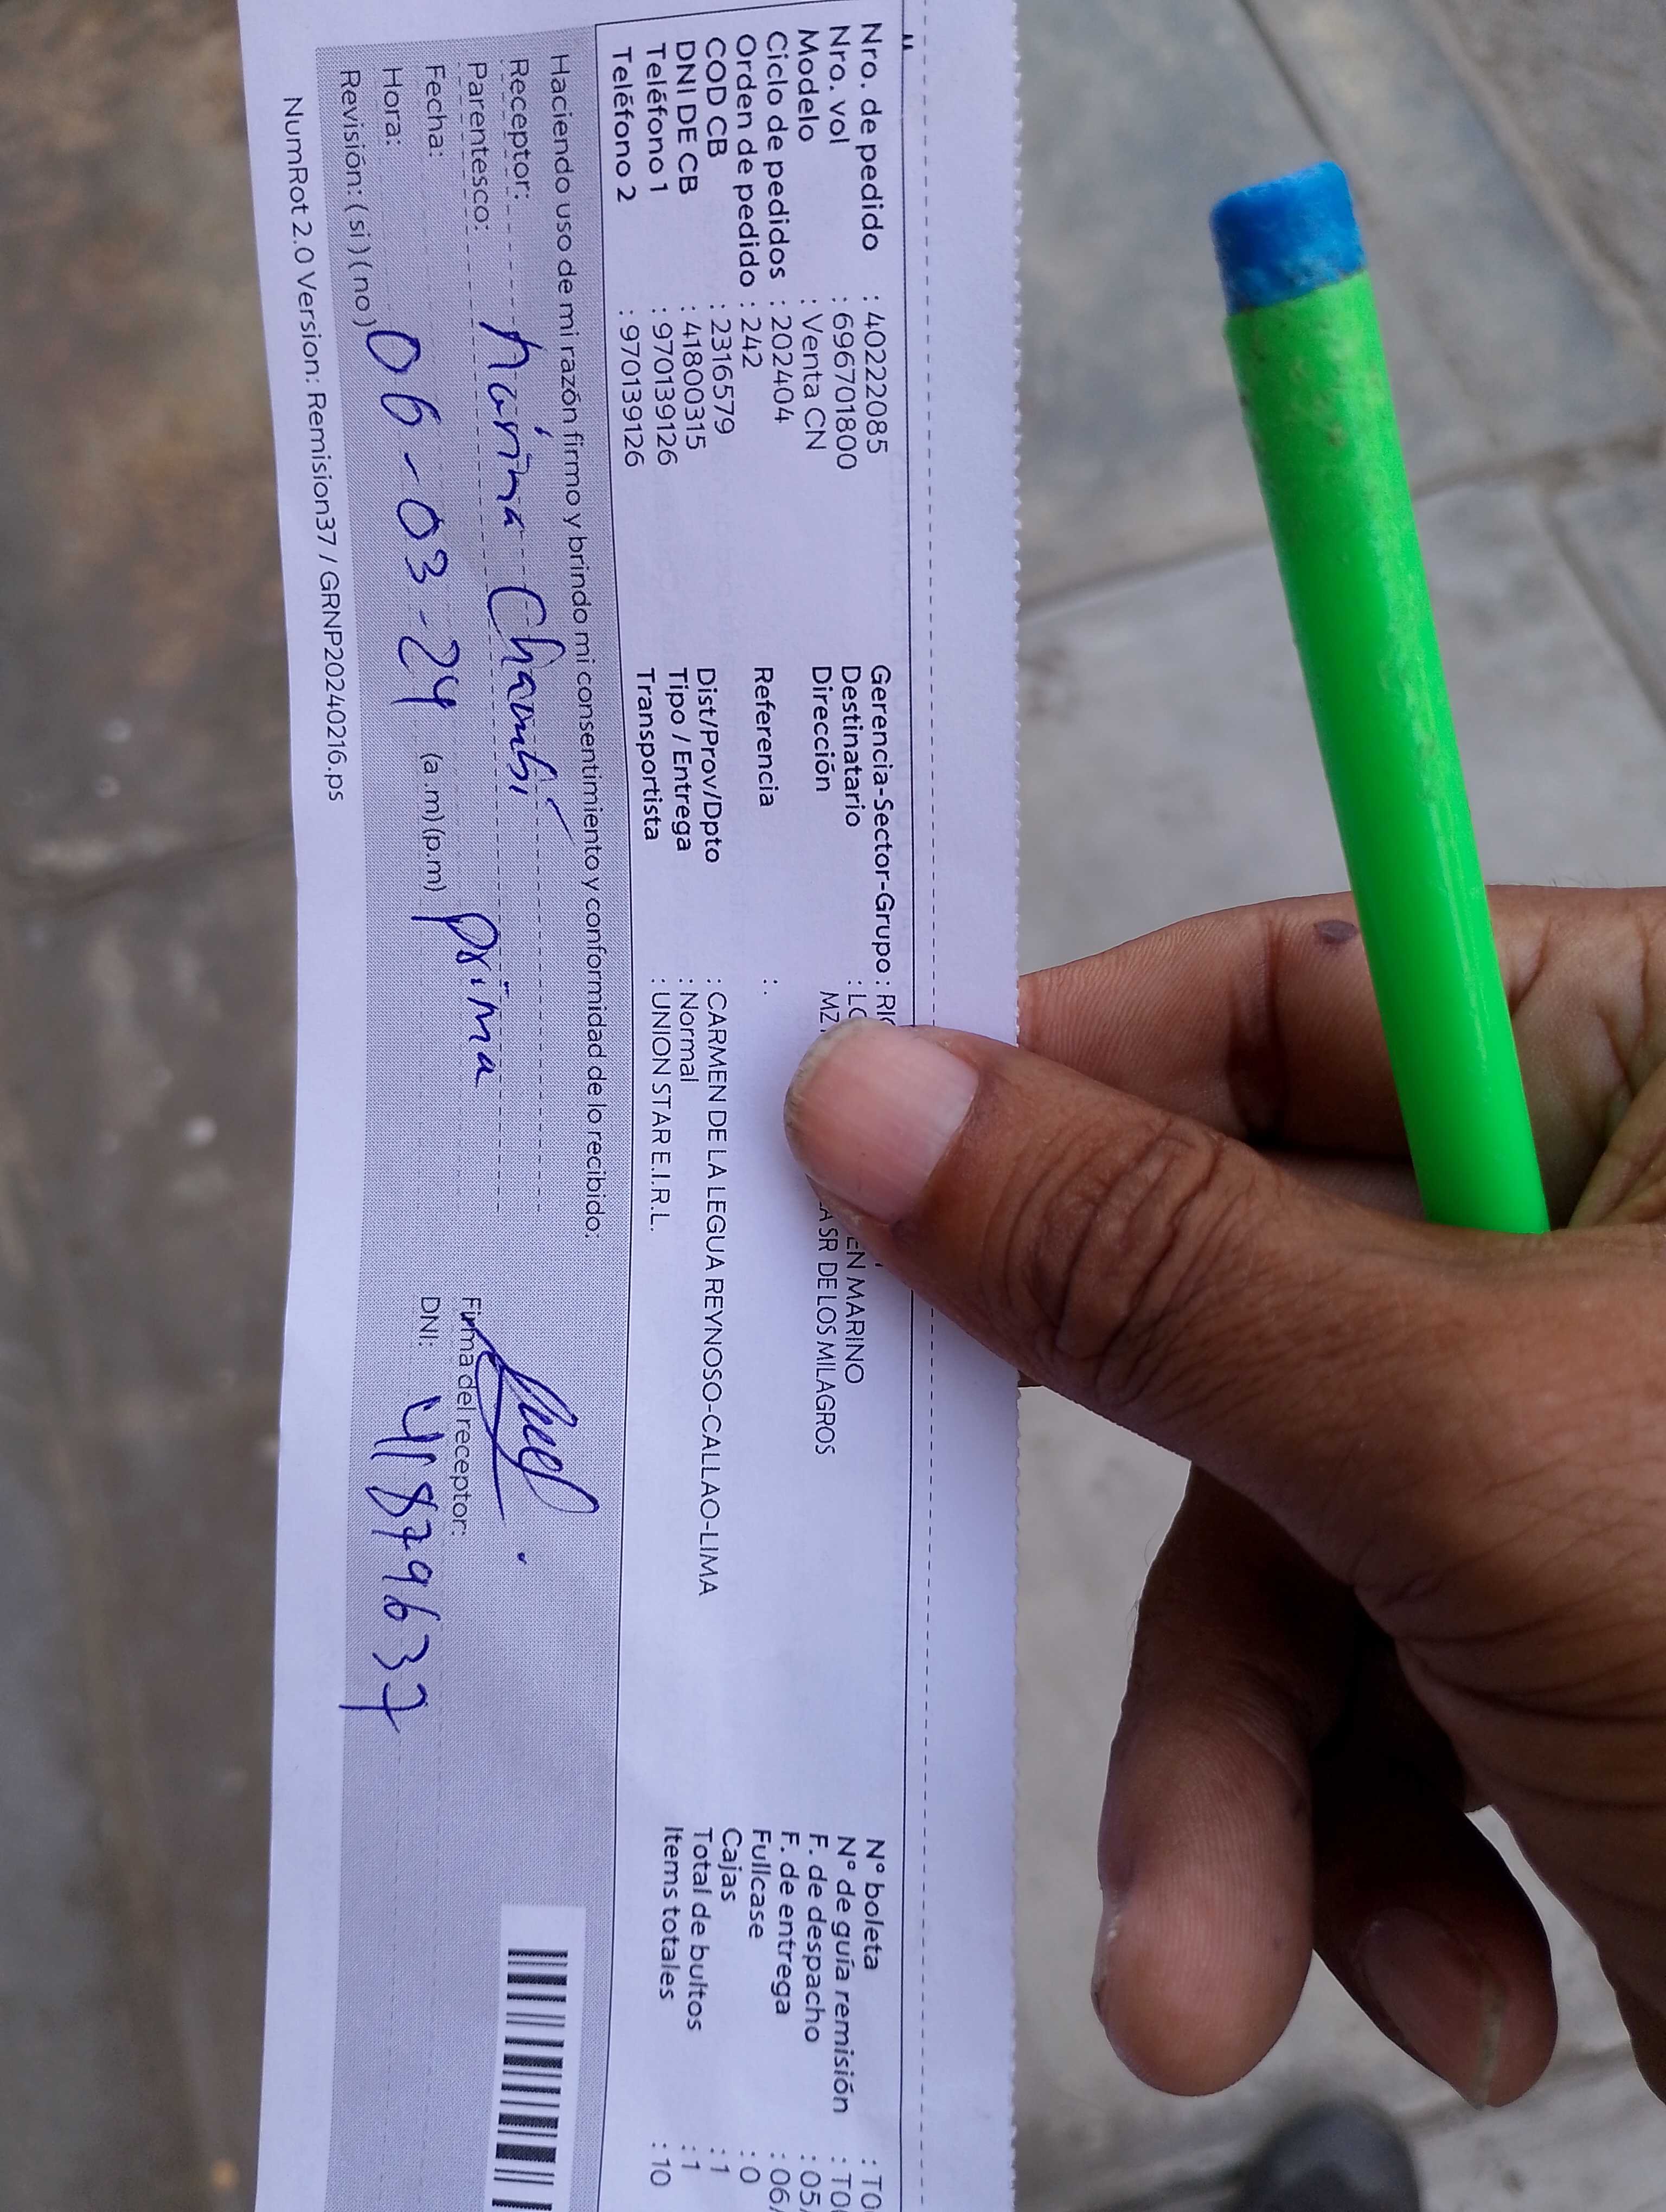 Nro. de pedido : 402222085
Nro. vol : 696701800
Modelo : Venta CN
Ciclo de pedidos : 202404
Orden de pedido : 242
COD CB : 2316579
DNI DE CB : 41800315
Teléfono 1 : 970139126
Teléfono 2 : 970139126
Gerencia-Sector-Grupo :
Destinatario : MARINO
Dirección SR DE LOS MILAGROS
Referencia : .
Dist/Prov/Dpto : CARMEN DE LA LEGUA REYNOSO-CALLAO-LIMA
Tipo / Entrega : Normal
Transportista : UNION STAR E.I.R.L.
N° boleta :
N° de guía remisión :
F. de despacho :
F. de entrega :
Fullcase : 0
Cajas : 1
Total de bultos : 1
Items totales : 10
Haciendo uso de mi razón firmo y brindo mi consentimiento y conformidad de lo recibido:
Receptor: Chambi
Parentesco: prima
Fecha: 06-03-24
Hora: (a.m) (p.m)
Revisión: ( si ) ( no )
Firma del receptor:
DNI: 41879637
NumRot 2.0 Version: Remision37 / GRNP20240216.ps